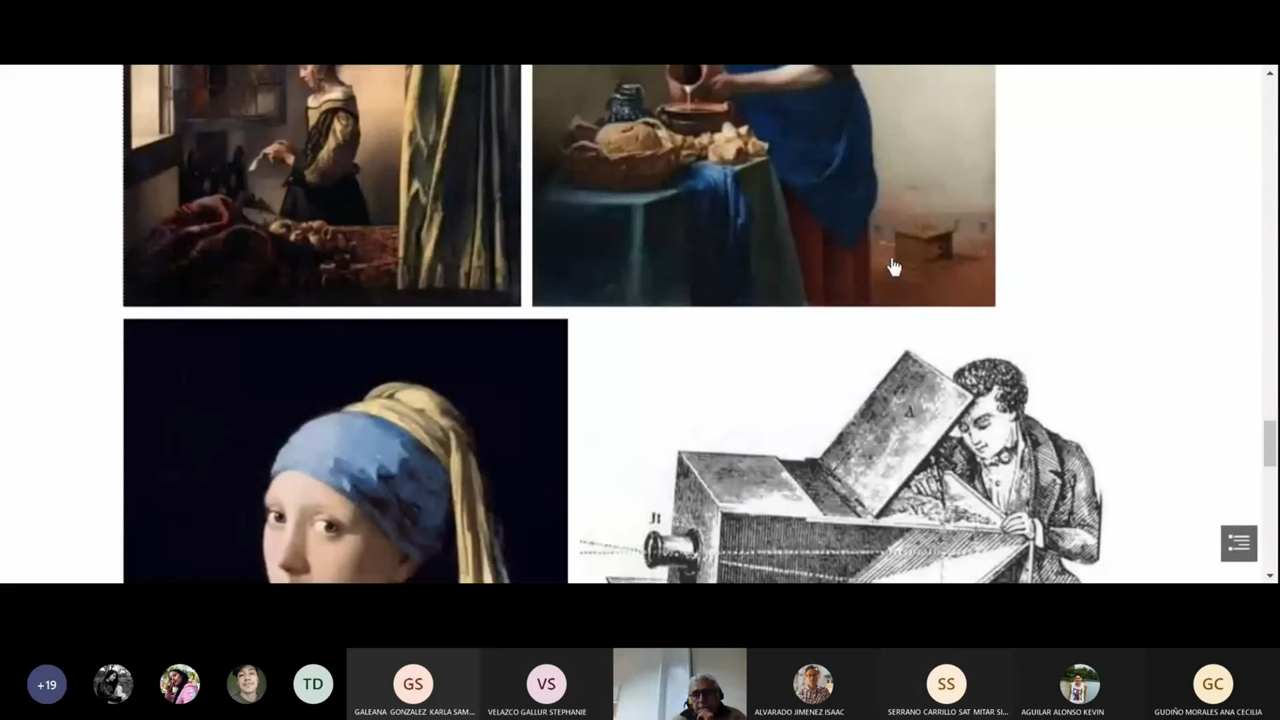 A
B
+19
TD
GS
VS
SS
GC
GALEANA GONZALEZ KARLA SAM...
VELAZCO GALLUR STEPHANIE
ALVARADO JIMENEZ ISAAC
SERRANO CARRILLO SAT MITAR SI...
AGUILAR ALONSO KEVIN
GUDIÑO MORALES ANA CECILIA